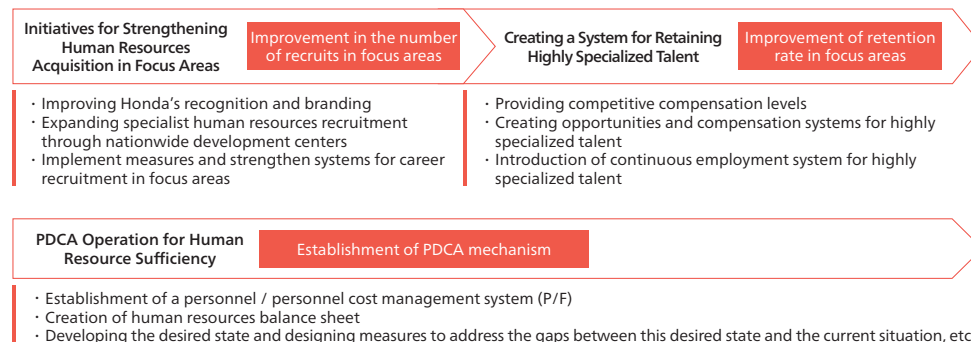 Initiatives for Strengthening
Human Resources
Acquisition in Focus Areas
Improvement in the number
of recruits in focus areas
Creating a System for Retaining
Highly Specialized Talent
Improvement of retention
rate in focus areas
・Improving Honda’s recognition and branding
・Expanding specialist human resources recruitment
through nationwide development centers
・Implement measures and strengthen systems for career
recruitment in focus areas
・Providing competitive compensation levels
・Creating opportunities and compensation systems for highly
specialized talent
・Introduction of continuous employment system for highly
specialized talent
PDCA Operation for Human
Resource Sufficiency
Establishment of PDCA mechanism
・Establishment of a personnel / personnel cost management system (P/F)
・Creation of human resources balance sheet
・Developing the desired state and designing measures to address the gaps between this desired state and the current situation, etc